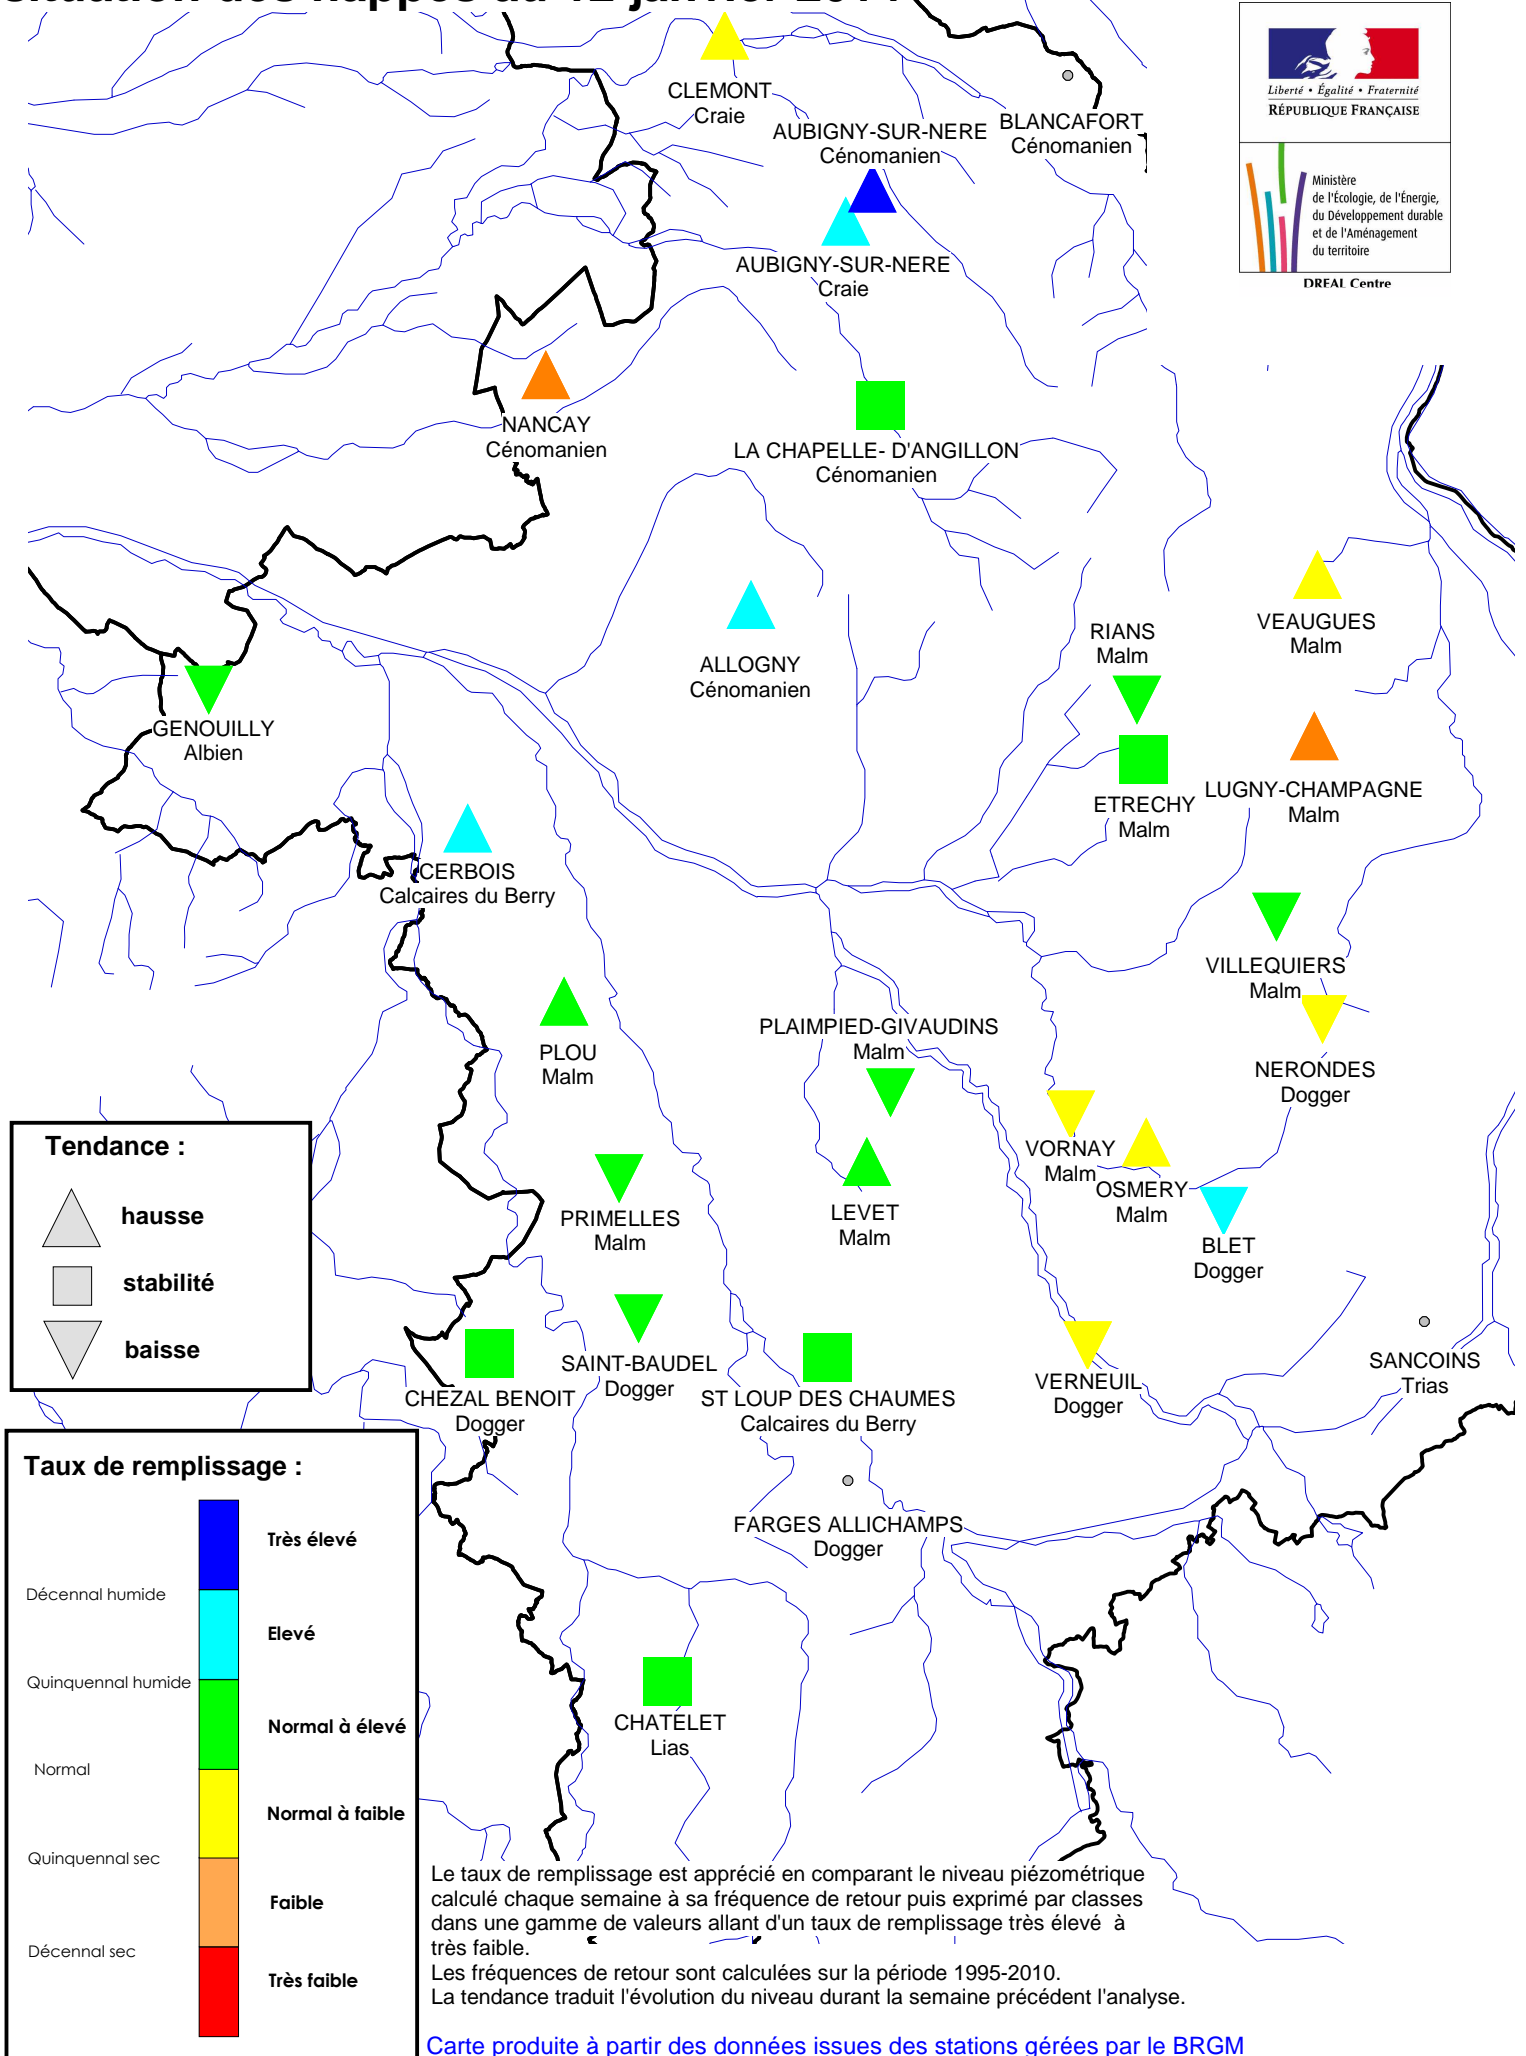 CLEMONT
Craie
AUBIGNY-SUR-NERE
Cénomanien
BLANCAFORT
Cénomanien
AUBIGNY-SUR-NERE
Craie
Liberté • Égalité • Fraternité
RÉPUBLIQUE FRANÇAISE
Ministère
de l'Écologie, de l'Énergie,
du Développement durable
et de l'Aménagement
du territoire
DREAL Centre
NANCAY
Cénomanien
LA CHAPELLE- D'ANGILLON
Cénomanien
ALLOGNY
Cénomanien
RIANS
Malm
VEAUGUES
Malm
GENOUILLY
Albien
ETRECHY
Malm
LUGNY-CHAMPAGNE
Malm
CERBOIS
Calcaires du Berry
VILLEQUIERS
Malm
PLOU
Malm
PLAIMPIED-GIVAUDINS
Malm
NERONDES
Dogger
VORNAY
Malm
OSMERY
Malm
PRIMELLES
Malm
LEVET
Malm
BLET
Dogger
Tendance :
hausse
stabilité
baisse
CHEZAL BENOIT
Dogger
SAINT-BAUDEL
Dogger
ST LOUP DES CHAUMES
Calcaires du Berry
VERNEUIL
Dogger
SANCOINS
Trias
FARGES ALLICHAMPS
Dogger
CHATELET
Lias
Taux de remplissage :
Très élevé
Décennal humide
Elevé
Quinquennal humide
Normal à élevé
Normal
Normal à faible
Quinquennal sec
Faible
Décennal sec
Très faible
Le taux de remplissage est apprécié en comparant le niveau piézométrique
calculé chaque semaine à sa fréquence de retour puis exprimé par classes
dans une gamme de valeurs allant d'un taux de remplissage très élevé à
très faible.
Les fréquences de retour sont calculées sur la période 1995-2010.
La tendance traduit l'évolution du niveau durant la semaine précédent l'analyse.
Carte produite à partir des données issues des stations gérées par le BRGM